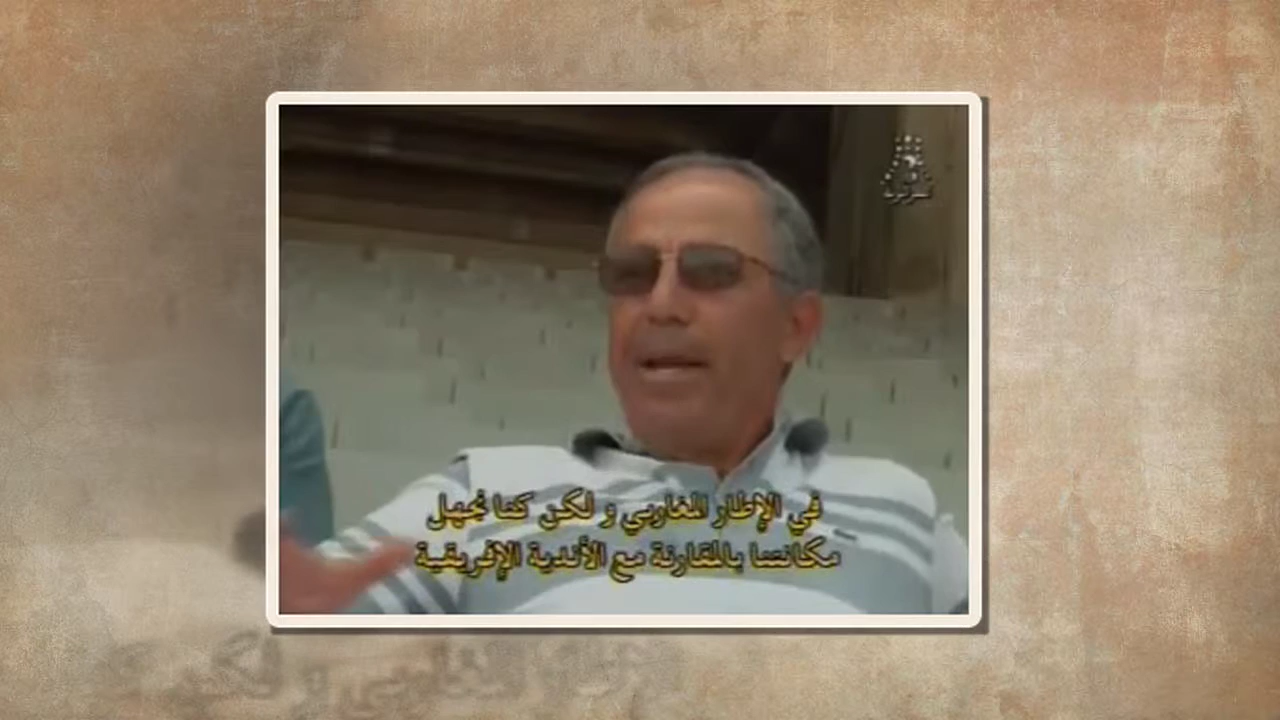 في الإطار المغاربي و لكن كنا نجهل
مكانتنا بالمقارنة مع الأندية الإفريقية